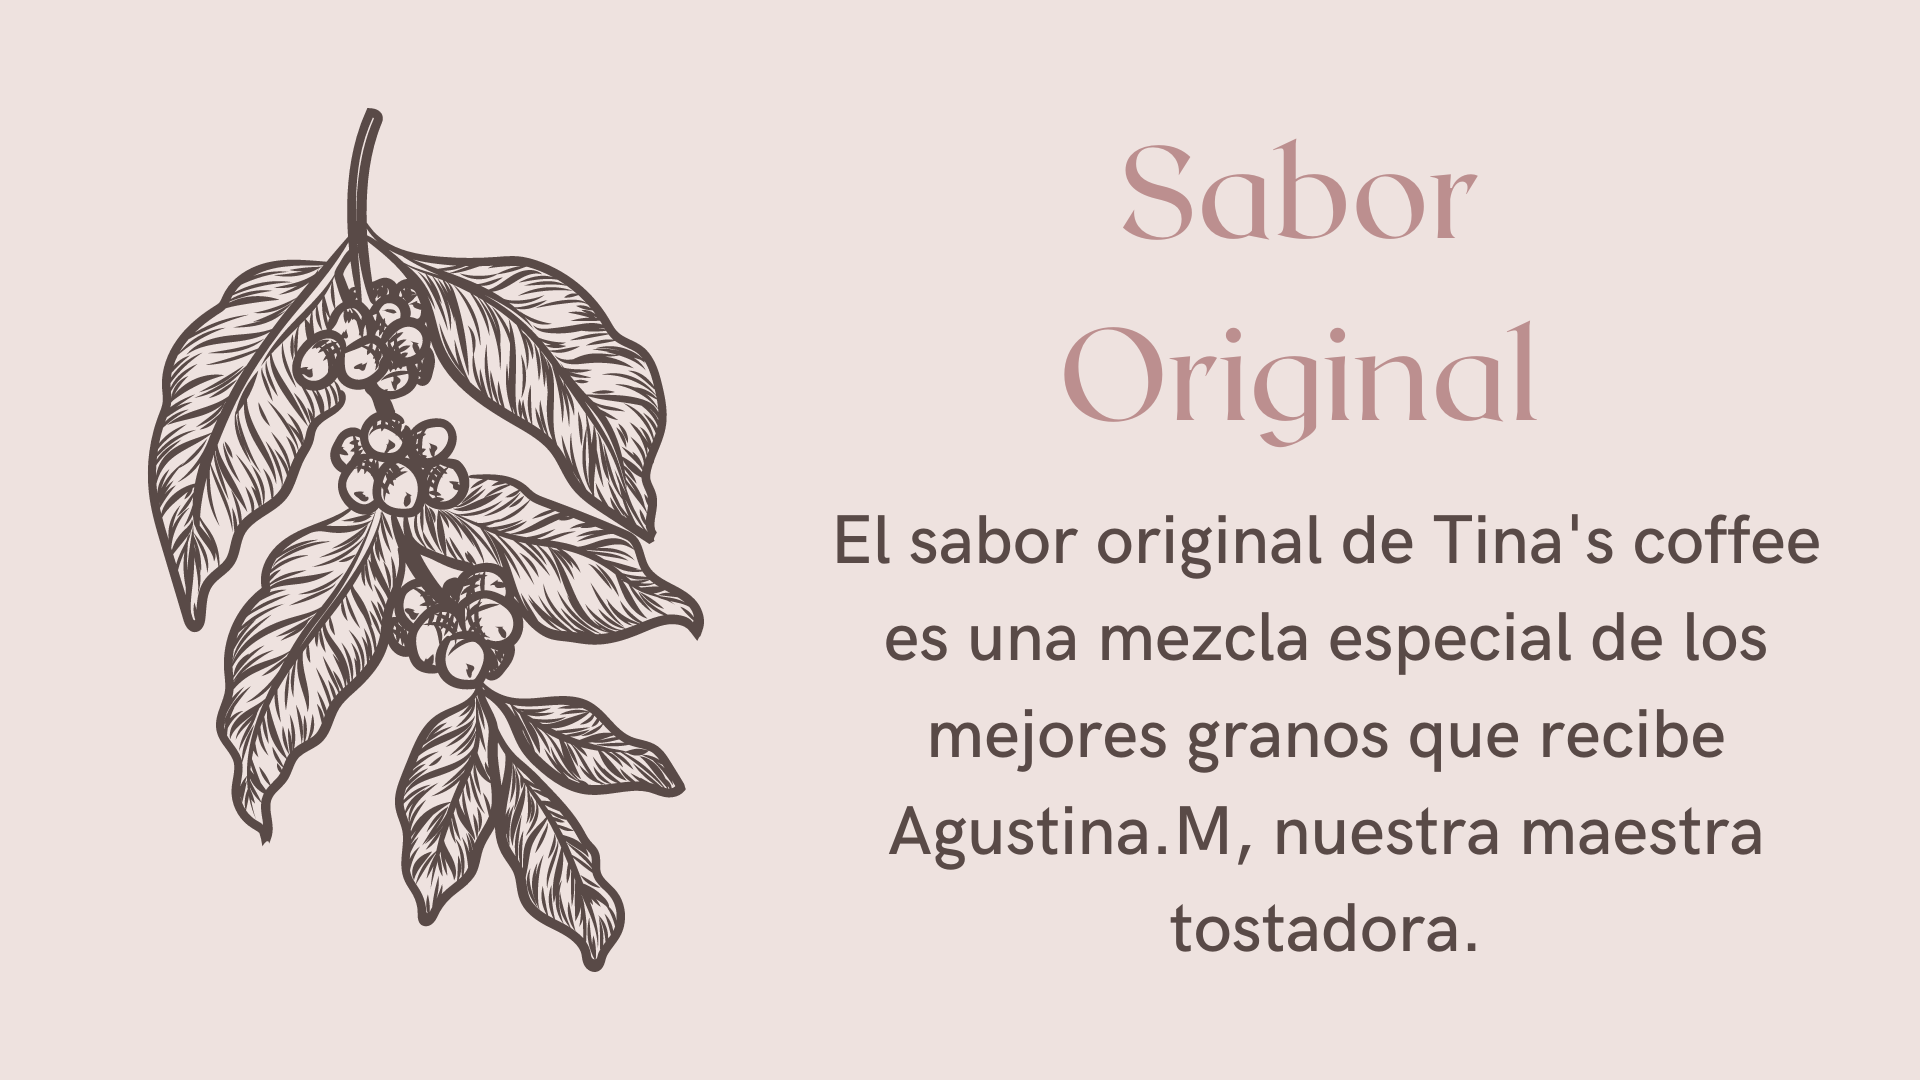 Sabor
Original
El sabor original de Tina's coffee
es una mezcla especial de los
mejores granos que recibe
Agustina.M, nuestra maestra
tostadora.